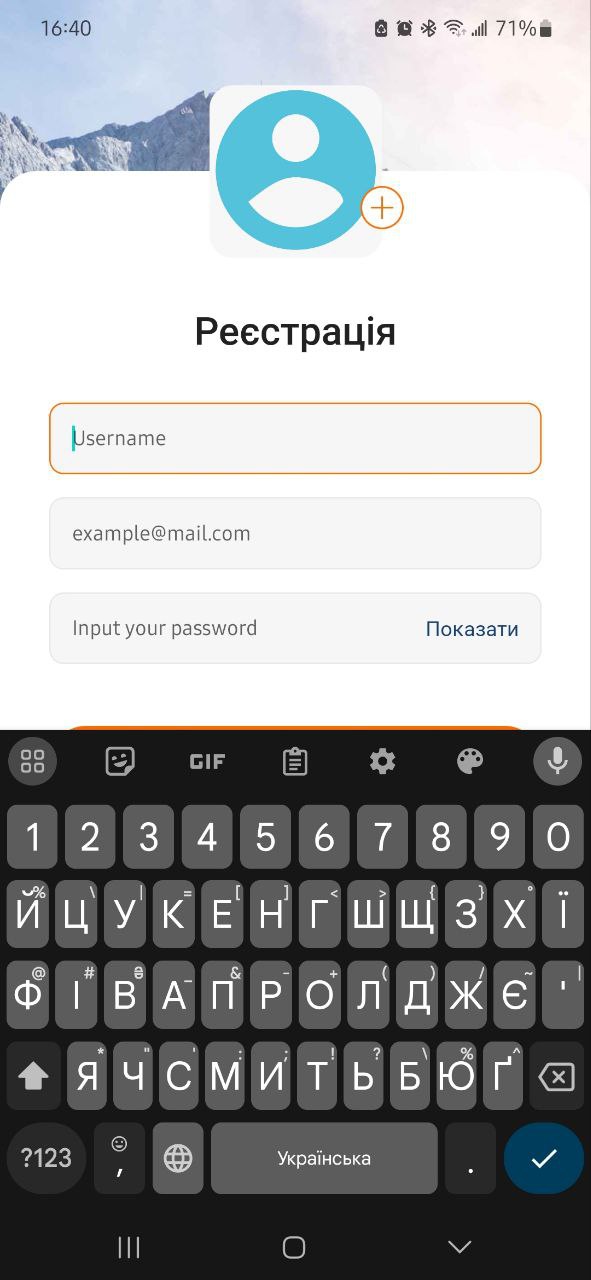 16:40 71%
Реєстрація
Username
example@mail.com
Input your password Показати
GIF
1 2 3 4 5 6 7 8 9 0
% \ | = [ ] < > { } °
Й Ц У К Е Н Г Ш Щ З Х Ї
@ # ₴ _ & - + ( ) / ~ |
Ф І В А П Р О Л Д Ж Є '
* " ' : ; ! ? \ % ^
Я Ч С М И Т Ь Б Ю Ґ
?123 , Українська .